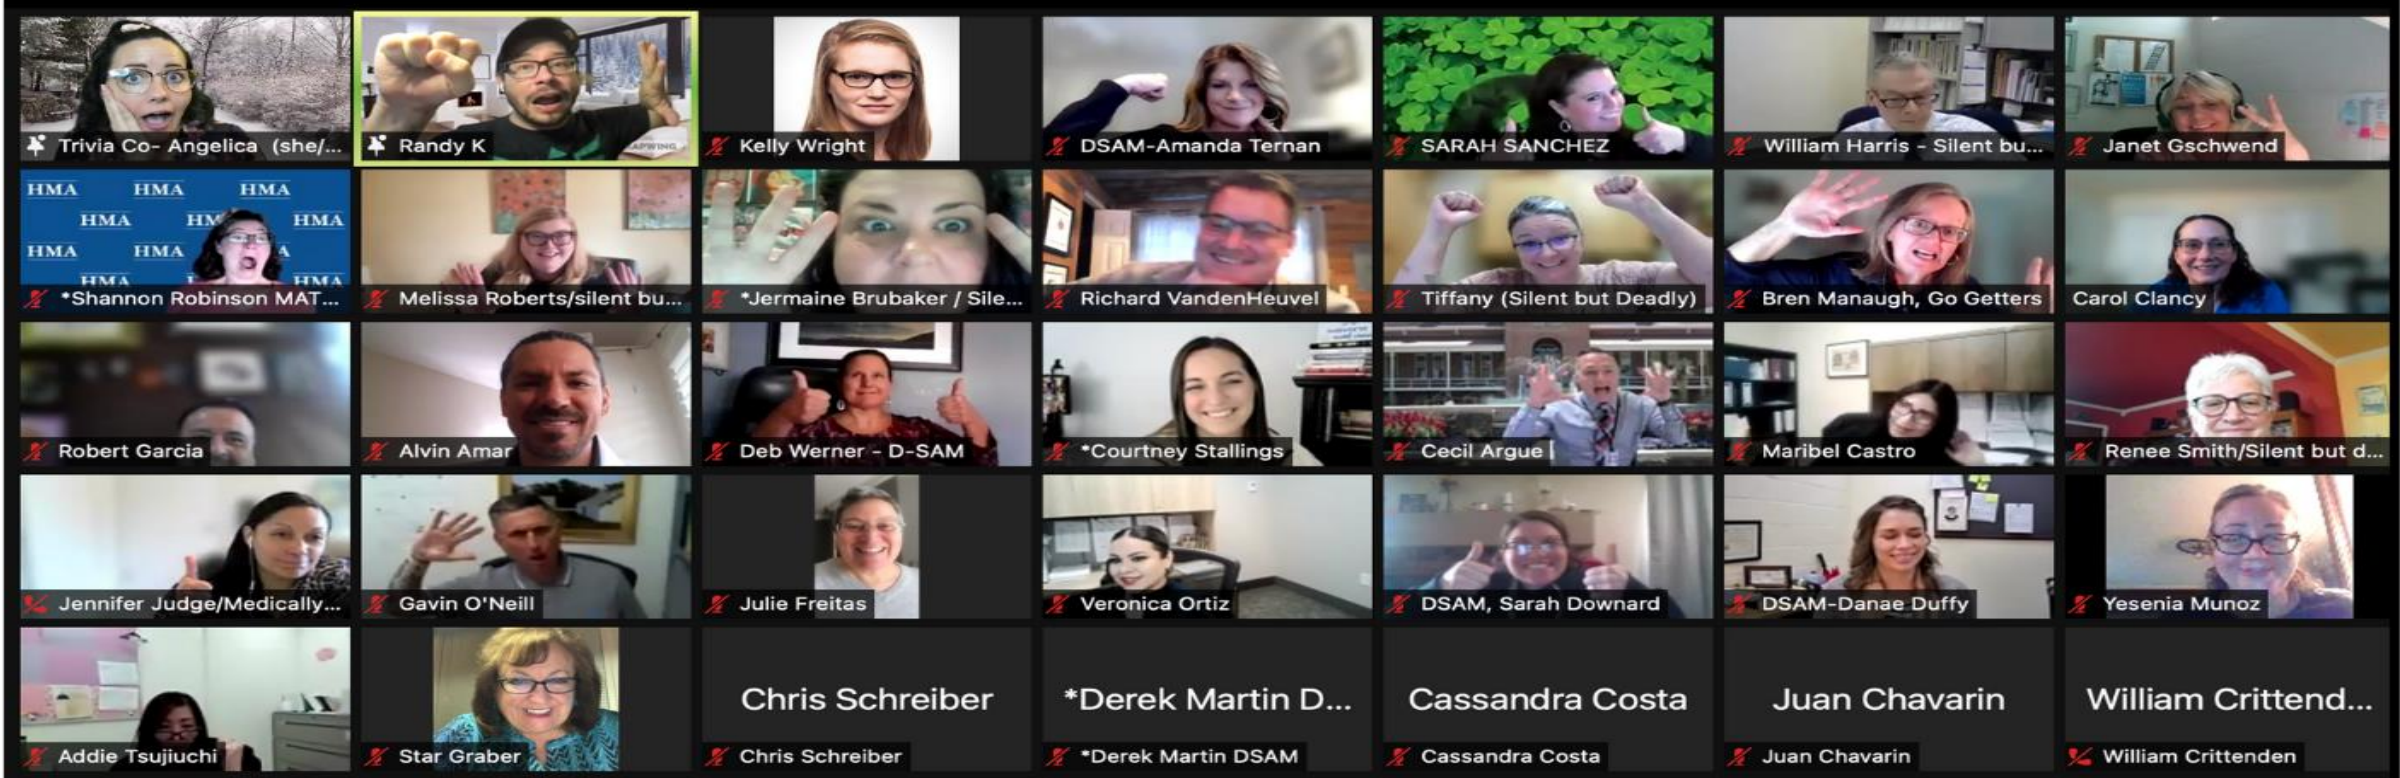 Trivia Co- Angelica (she/...
Randy K
Kelly Wright
DSAM-Amanda Ternan
SARAH SANCHEZ
William Harris - Silent bu...
Janet Gschwend
HMA HMA HMA
HMA HM HMA
HMA HMA A
HMA HMA
*Shannon Robinson MAT...
Melissa Roberts/silent bu...
*Jermaine Brubaker / Sile...
Richard VandenHeuvel
Tiffany (Silent but Deadly)
Bren Manaugh, Go Getters
Carol Clancy
Robert Garcia
Alvin Amar
Deb Werner - D-SAM
*Courtney Stallings
Cecil Argue
Maribel Castro
Renee Smith/Silent but d...
Jennifer Judge/Medically...
Gavin O'Neill
Julie Freitas
Veronica Ortiz
DSAM, Sarah Downard
DSAM-Danae Duffy
Yesenia Munoz
Addie Tsujiuchi
Star Graber
Chris Schreiber
Chris Schreiber
*Derek Martin D...
*Derek Martin DSAM
Cassandra Costa
Cassandra Costa
Juan Chavarin
Juan Chavarin
William Crittend...
William Crittenden